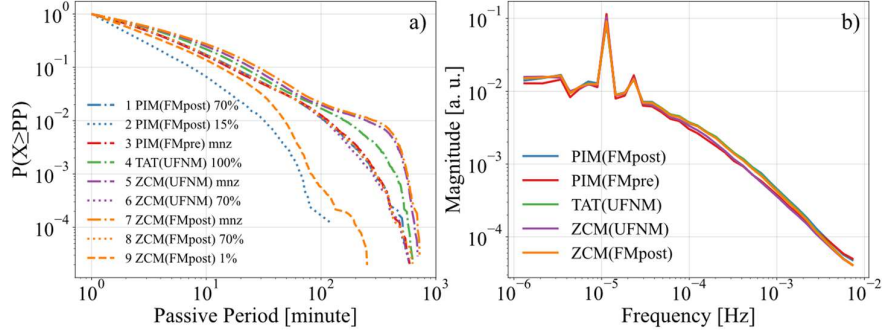 a)
10⁰
10⁻¹
10⁻²
10⁻³
10⁻⁴
P(X≥PP)
1 PIM(FMpost) 70%
2 PIM(FMpost) 15%
3 PIM(FMpre) mnz
4 TAT(UFNM) 100%
5 ZCM(UFNM) mnz
6 ZCM(UFNM) 70%
7 ZCM(FMpost) mnz
8 ZCM(FMpost) 70%
9 ZCM(FMpost) 1%
10⁰ 10¹ 10² 10³
Passive Period [minute]
b)
10⁻¹
10⁻²
10⁻³
10⁻⁴
Magnitude [a. u.]
PIM(FMpost)
PIM(FMpre)
TAT(UFNM)
ZCM(UFNM)
ZCM(FMpost)
10⁻⁶ 10⁻⁵ 10⁻⁴ 10⁻³ 10⁻²
Frequency [Hz]